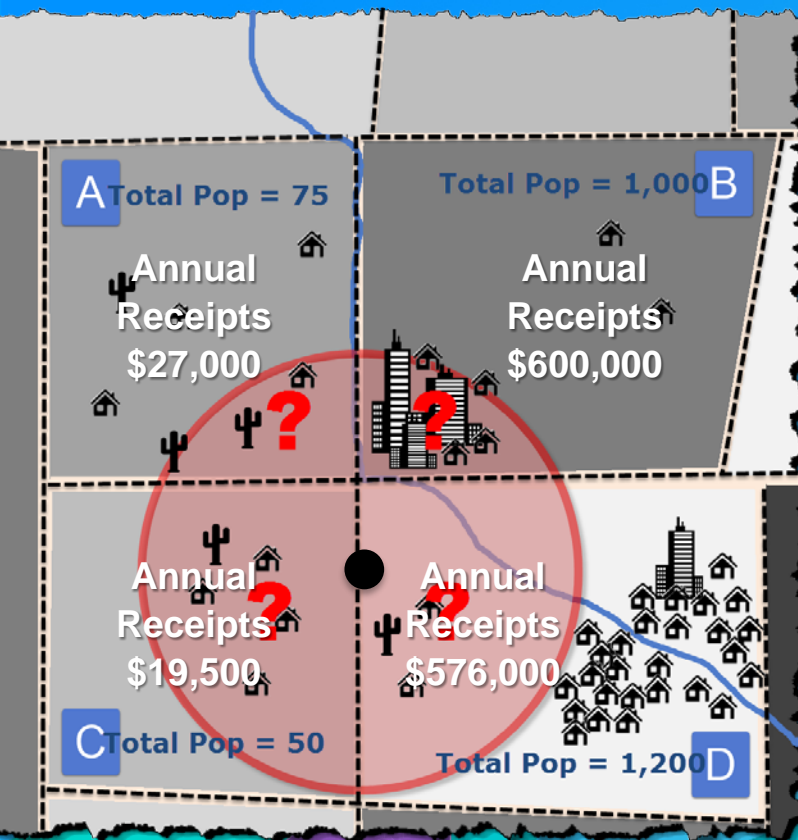 A
Total Pop = 75
Total Pop = 1,000
B
Annual
Receipts
$27,000
Annual
Receipts
$600,000
?
?
Annual
Receipts
$19,500
?
Annual
Receipts
$576,000
?
C
Total Pop = 50
Total Pop = 1,200
D